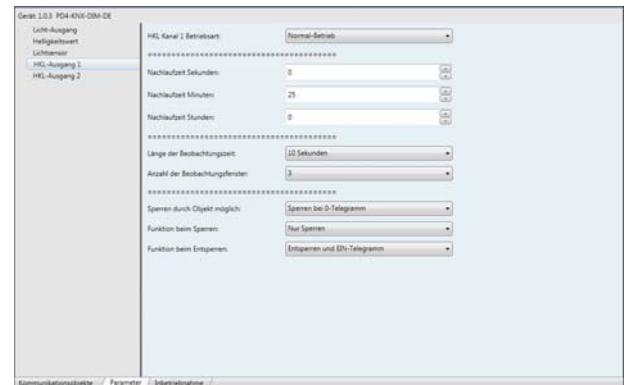 Gerät: 1.0.3 PD4-KNX-DIM-DE
Licht-Ausgang
Helligkeitswert
Lichtsensor
HKL-Ausgang 1
HKL-Ausgang 2
HKL Kanal 1 Betriebsart: Normal-Betrieb
Nachlaufzeit Sekunden: 0
Nachlaufzeit Minuten: 25
Nachlaufzeit Stunden: 0
Länge der Beobachtungszeit: 10 Sekunden
Anzahl der Beobachtungsfenster: 3
Sperren durch Objekt möglich: Sperren bei 0-Telegramm
Funktion beim Sperren: Nur Sperren
Funktion beim Entsperren: Entsperren und EIN-Telegramm
Kommunikationsobjekte Parameter Inbetriebnahme